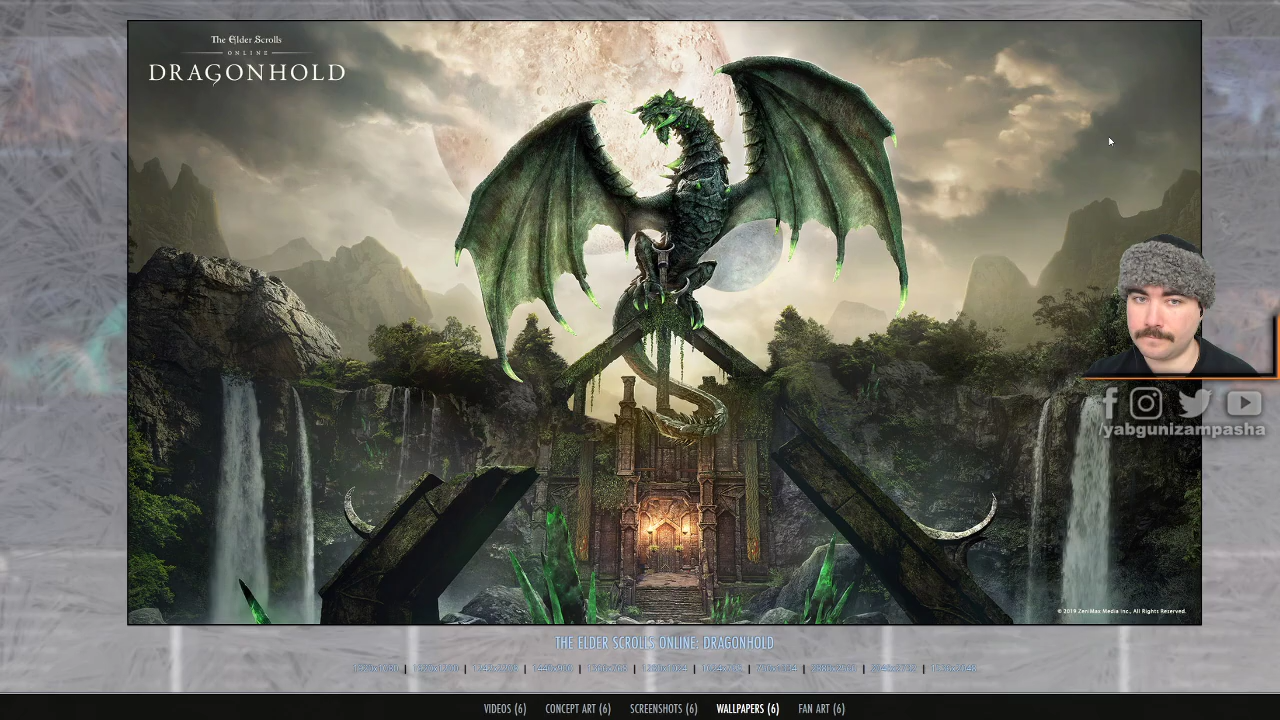 The Elder Scrolls
ONLINE
DRAGONHOLD
/yabgunizampasha
© 2019 ZeniMax Media Inc., All Rights Reserved.
THE ELDER SCROLLS ONLINE: DRAGONHOLD
VIDEOS (6) CONCEPT ART (6) SCREENSHOTS (6) WALLPAPERS (6) FAN ART (6)